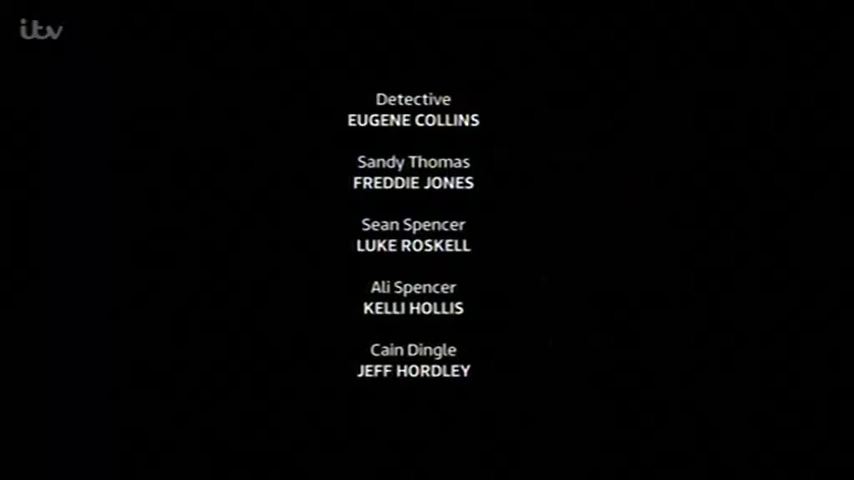 itv
Detective
EUGENE COLLINS
Sandy Thomas
FREDDIE JONES
Sean Spencer
LUKE ROSKELL
Ali Spencer
KELLI HOLLIS
Cain Dingle
JEFF HORDLEY